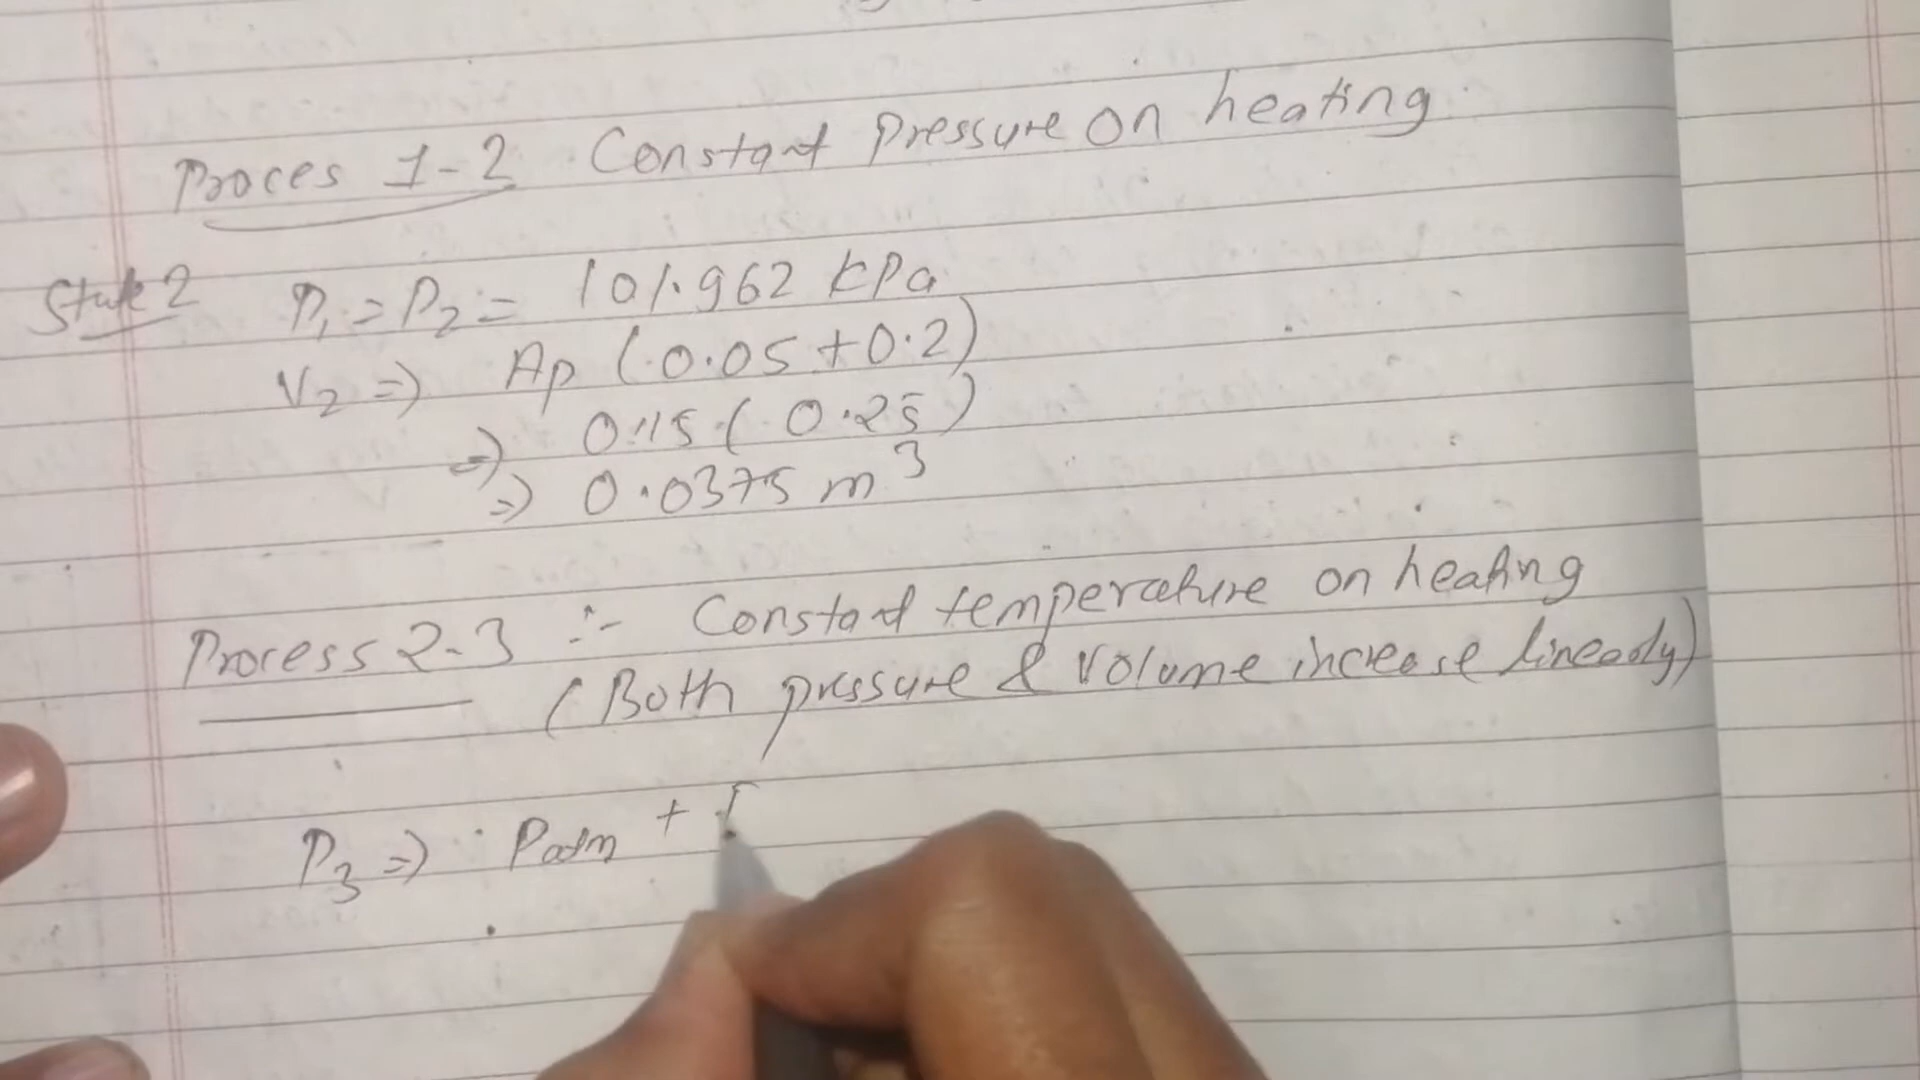 Proces 1-2 Constant Pressure on heating
State 2 P₁ = P₂ = 101.962 kPa
V₂ ⇒ Ap (0.05 + 0.2)
⇒ 0.15 (0.25)
⇒ 0.0375 m³
Process 2-3 :- Constant temperature on heating
(Both pressure & volume increase linearly)
P₃ ⇒ Patm + [